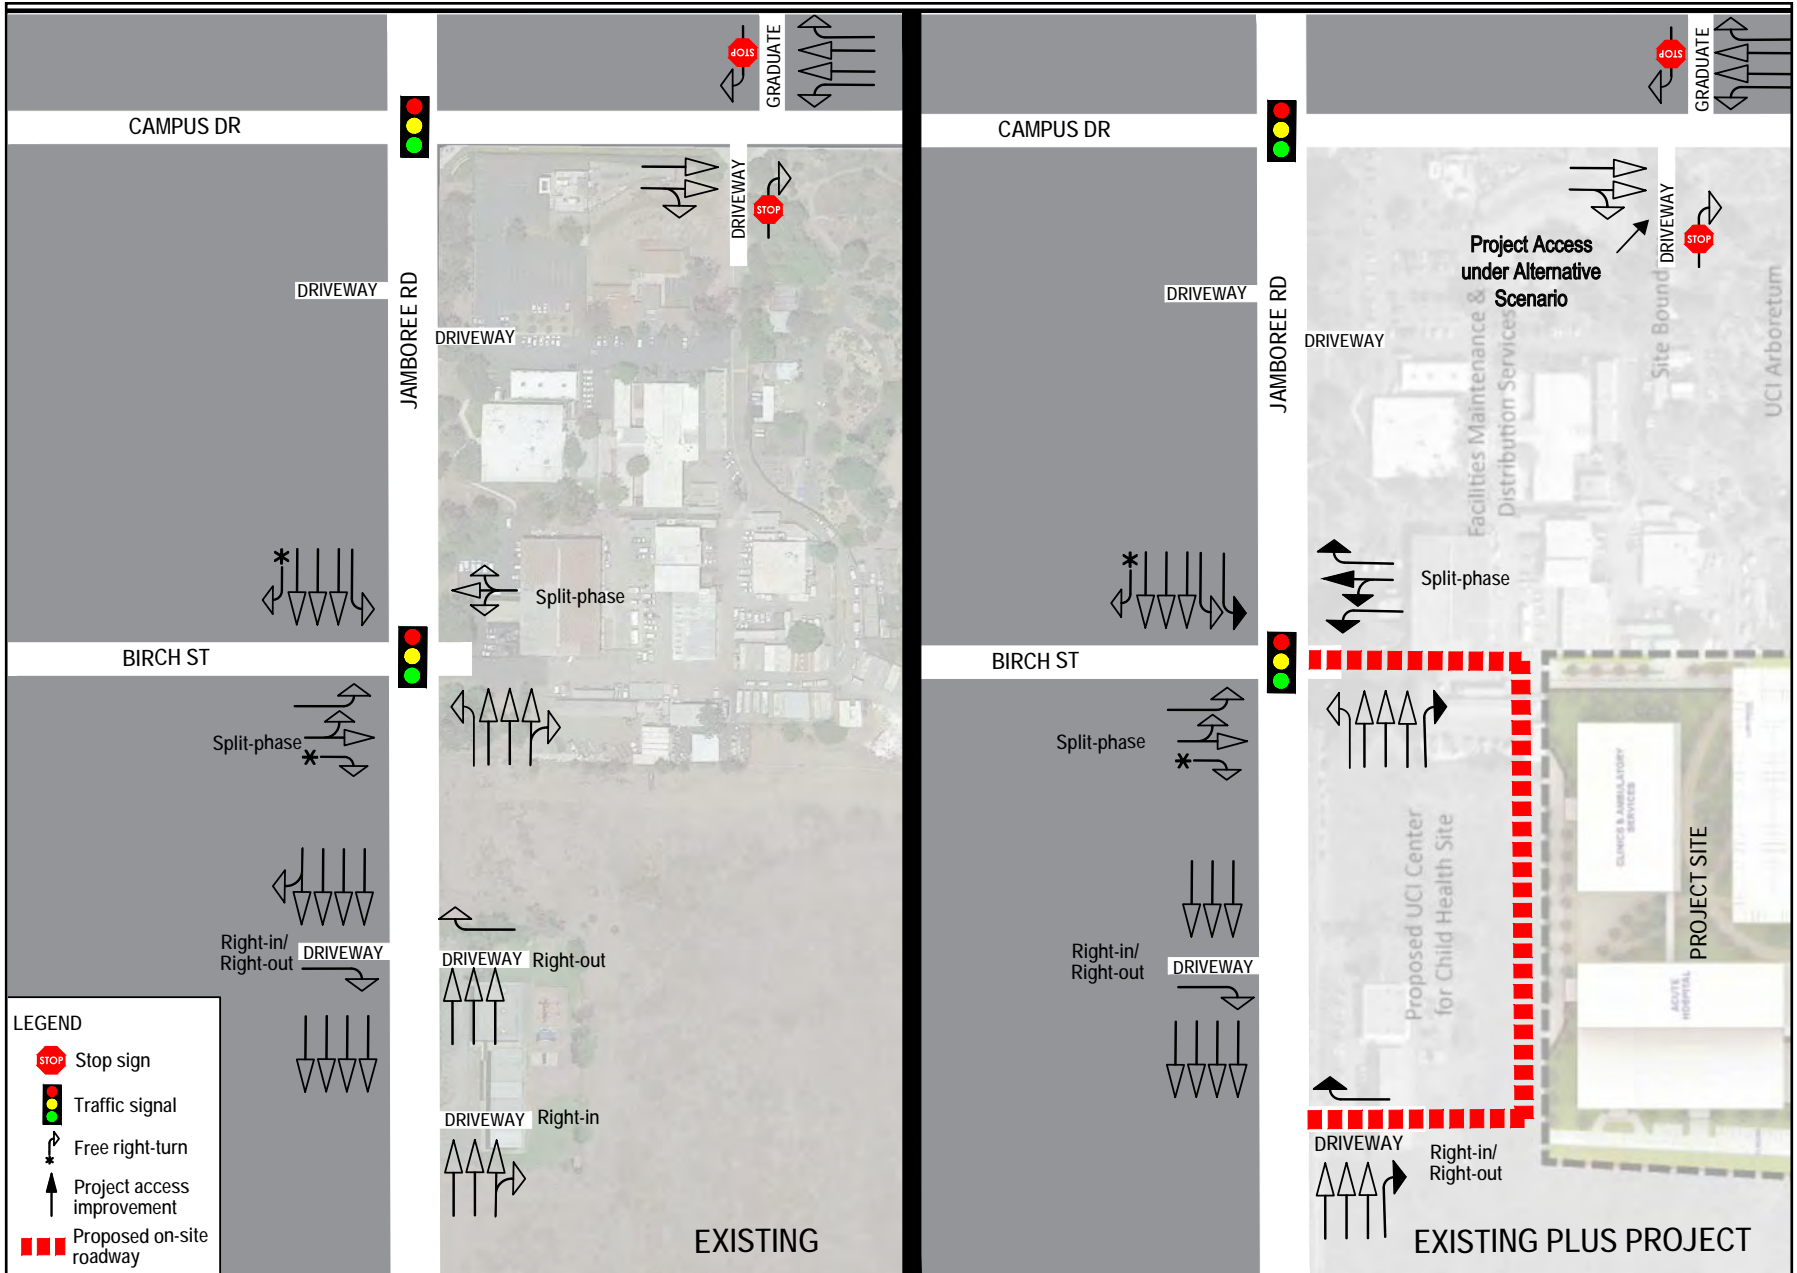 GRADUATE
STOP
CAMPUS DR
DRIVEWAY
STOP
DRIVEWAY
JAMBOREE RD
DRIVEWAY
Split-phase
BIRCH ST
Split-phase
Right-in/
Right-out
DRIVEWAY
DRIVEWAY
Right-out
DRIVEWAY
Right-in
LEGEND
STOP
Stop sign
Traffic signal
Free right-turn
Project access
improvement
Proposed on-site
roadway
EXISTING
GRADUATE
STOP
CAMPUS DR
DRIVEWAY
STOP
Project Access
under Alternative
Scenario
DRIVEWAY
JAMBOREE RD
DRIVEWAY
Facilities Maintenance &
Distribution Services
Site Bound
UCI Arboretum
Split-phase
BIRCH ST
Split-phase
CLINICS & AMBULATORY
SERVICES
PROJECT SITE
Proposed UCI Center
for Child Health Site
Right-in/
Right-out
DRIVEWAY
ACUTE
HOSPITAL
DRIVEWAY
Right-in/
Right-out
EXISTING PLUS PROJECT